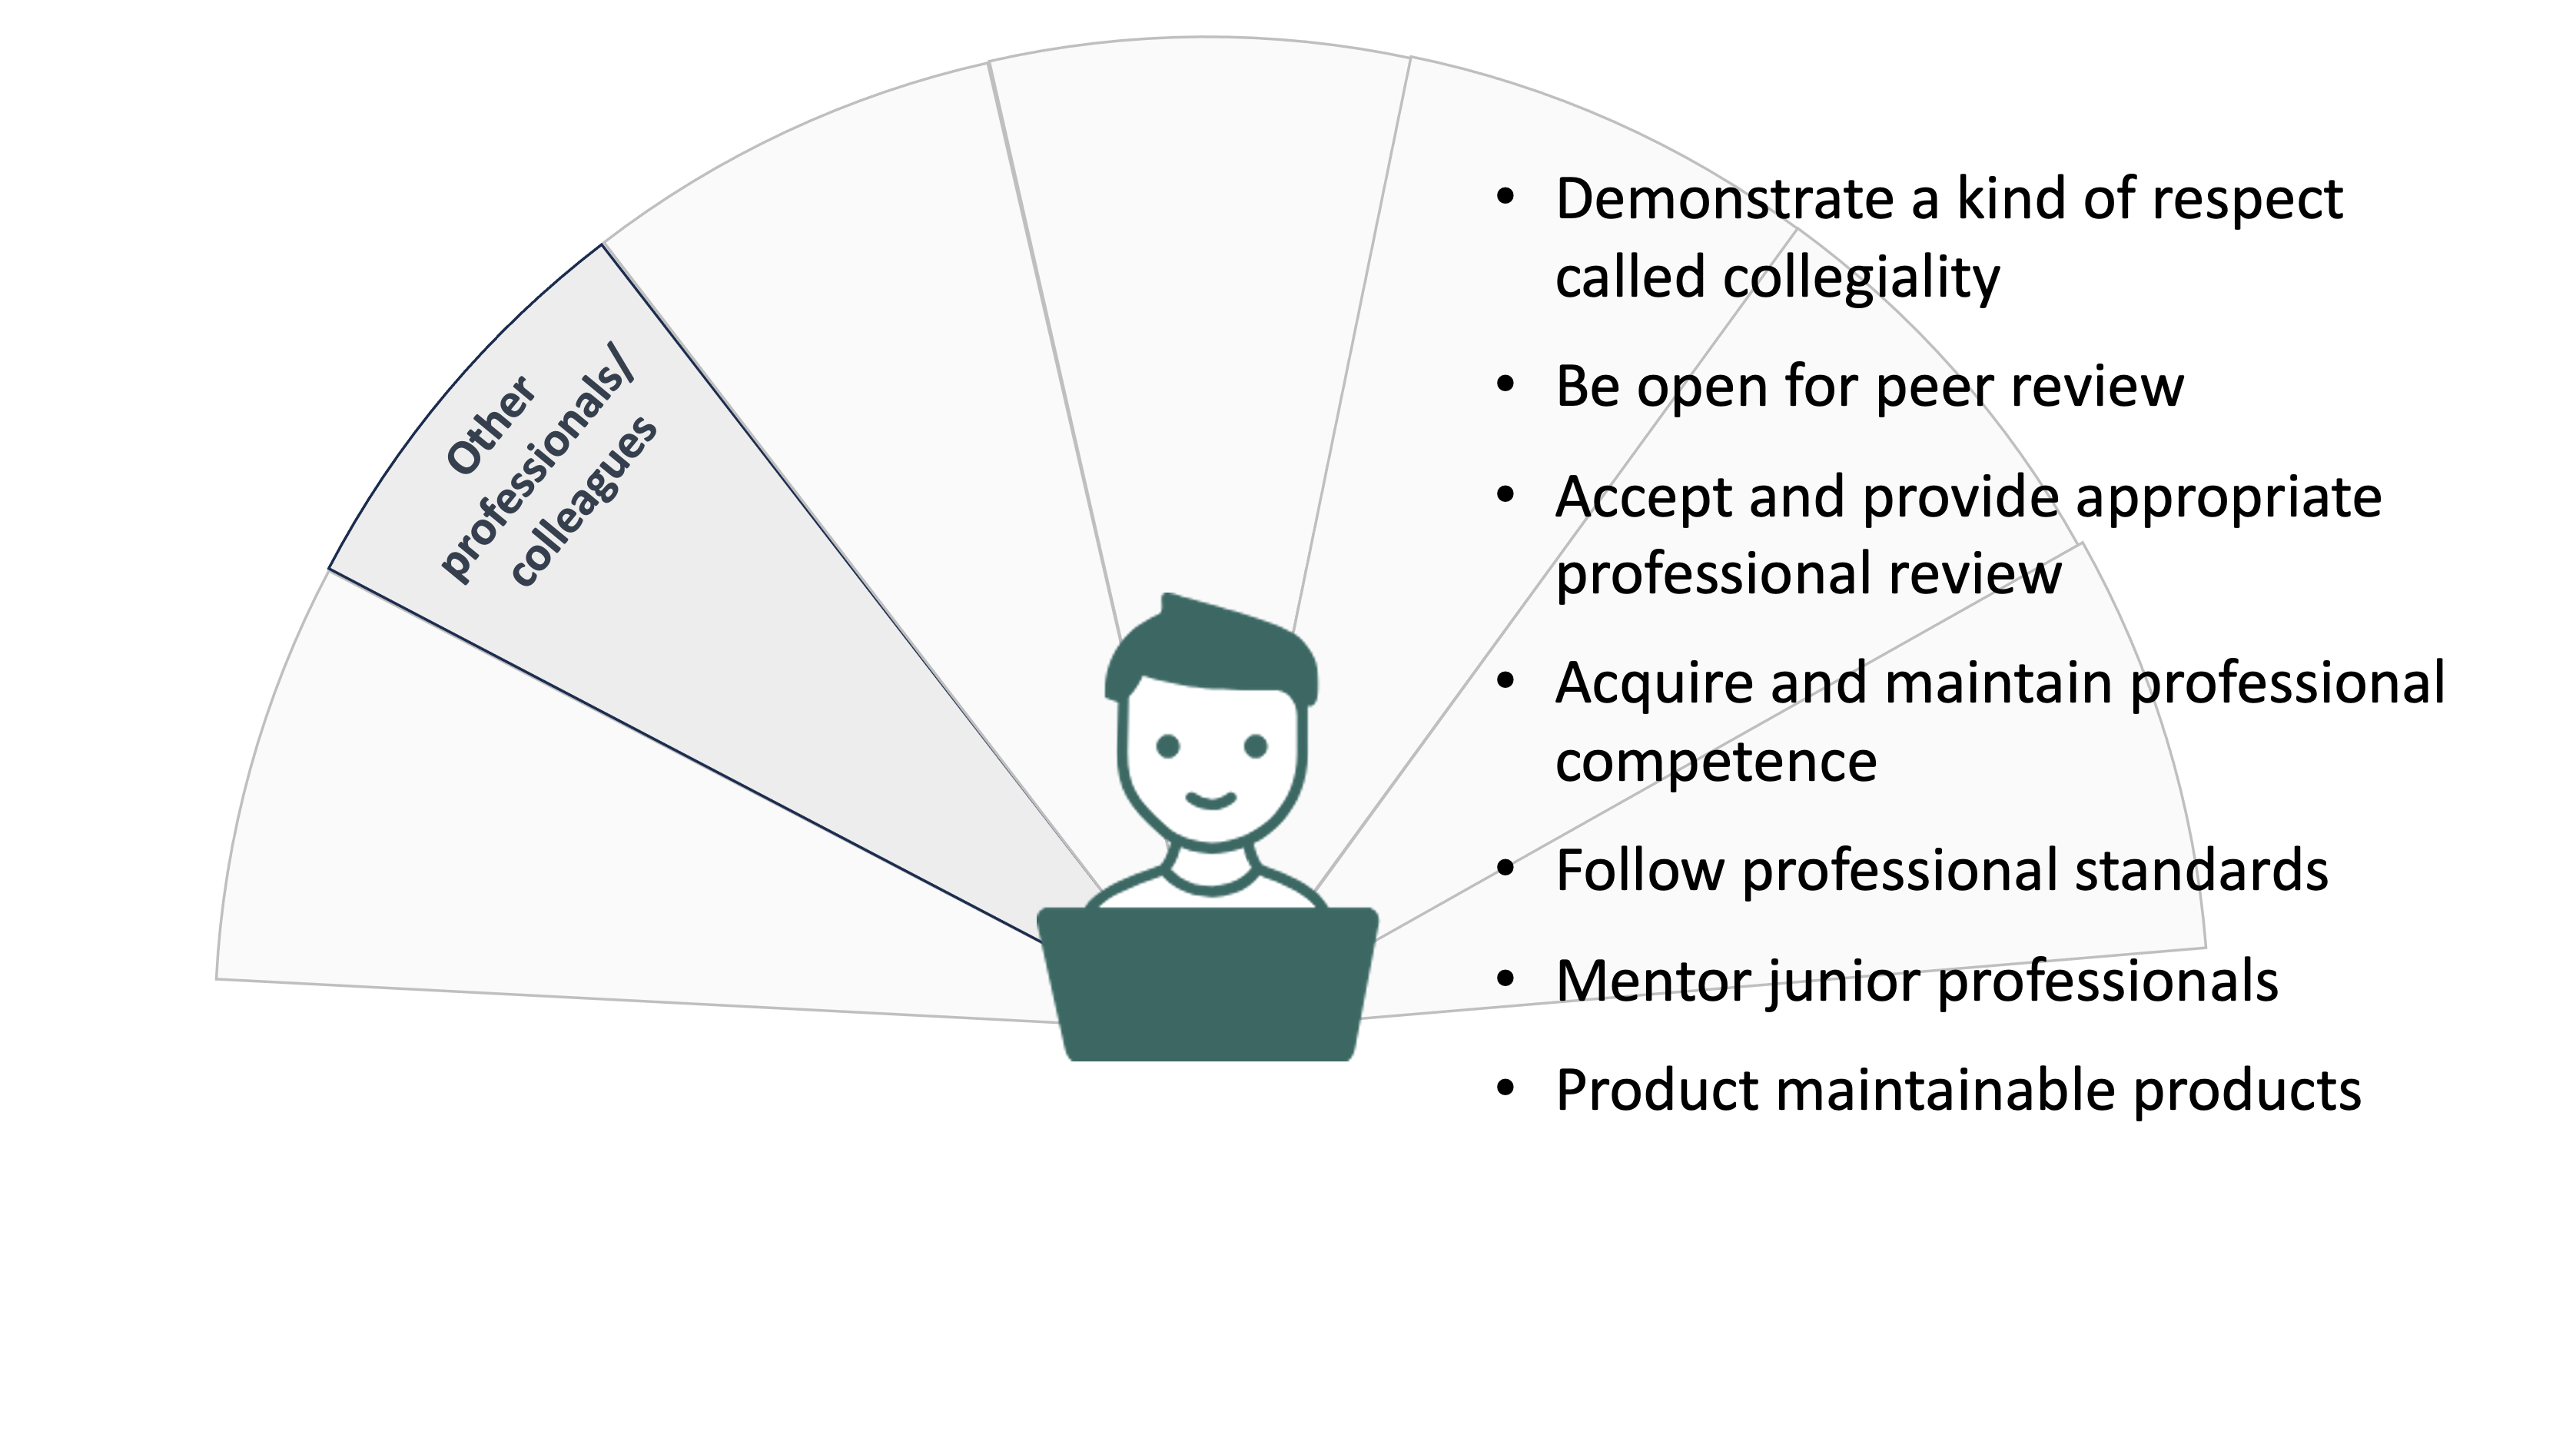 Other
professionals/
colleagues
• Demonstrate a kind of respect
called collegiality
• Be open for peer review
• Accept and provide appropriate
professional review
• Acquire and maintain professional
competence
• Follow professional standards
• Mentor junior professionals
• Product maintainable products